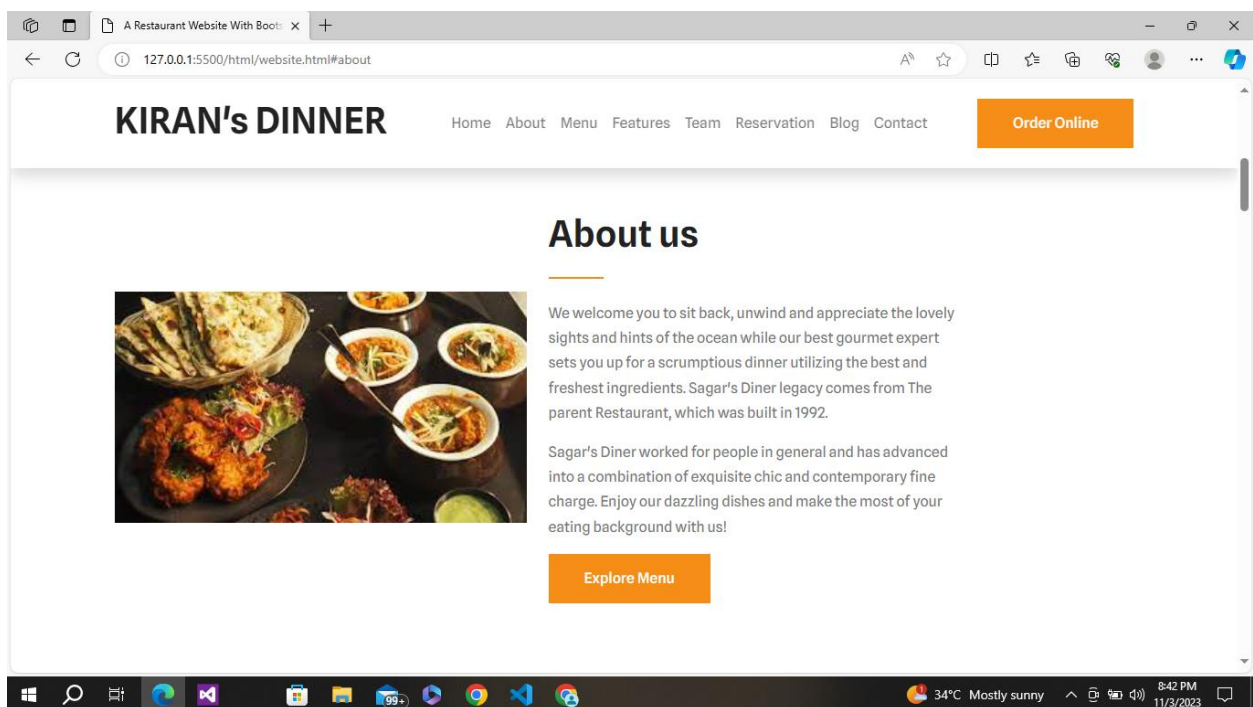 A Restaurant Website With Boots
127.0.0.1:5500/html/website.html#about
KIRAN's DINNER
Home About Menu Features Team Reservation Blog Contact
Order Online
About us
We welcome you to sit back, unwind and appreciate the lovely
sights and hints of the ocean while our best gourmet expert
sets you up for a scrumptious dinner utilizing the best and
freshest ingredients. Sagar's Diner legacy comes from The
parent Restaurant, which was built in 1992.
Sagar's Diner worked for people in general and has advanced
into a combination of exquisite chic and contemporary fine
charge. Enjoy our dazzling dishes and make the most of your
eating background with us!
Explore Menu
99+
34°C Mostly sunny
8:42 PM
11/3/2023